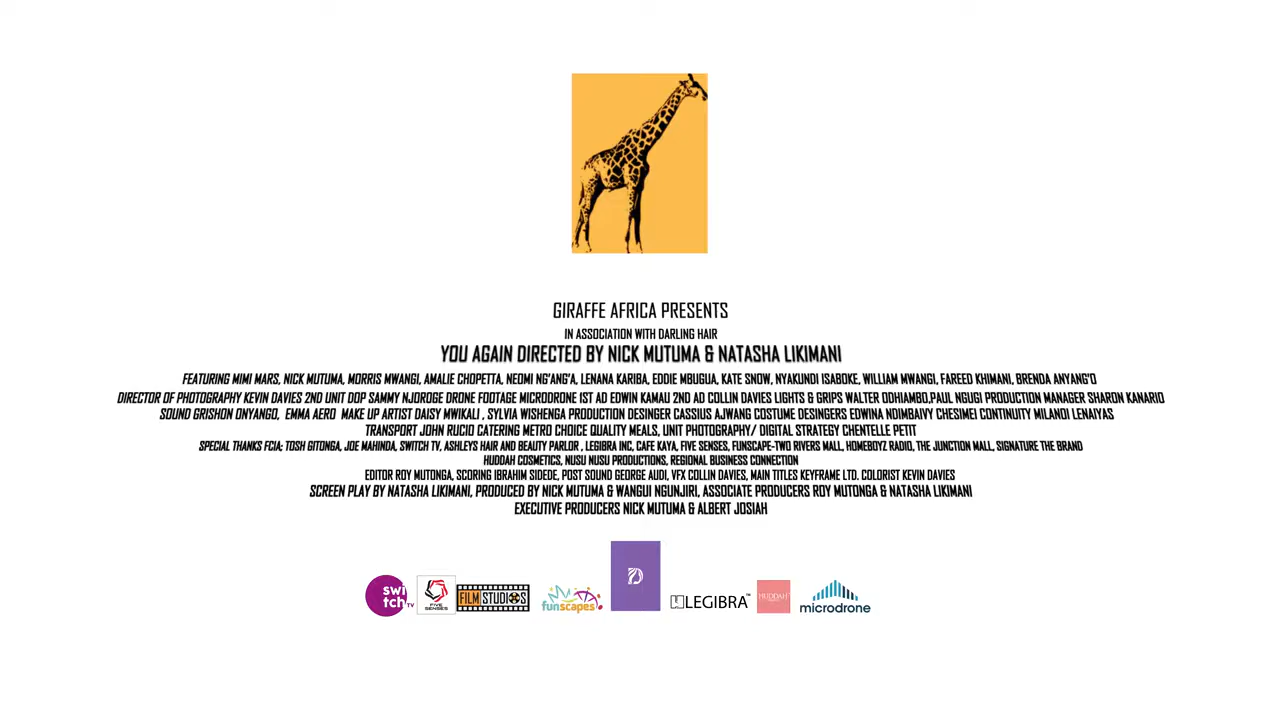 GIRAFFE AFRICA PRESENTS
IN ASSOCIATION WITH DARLING HAIR
YOU AGAIN DIRECTED BY NICK MUTUMA & NATASHA LIKIMANI
FEATURING MIMI MARS, NICK MUTUMA, MORRIS MWANGI, AMALIE CHOPETTA, NEOMI NG'ANG'A, LENANA KARIBA, EDDIE MBUGUA, KATE SNOW, NYAKUNDI ISABOKE, WILLIAM MWANGI, FAREED KHIMANI, BRENDA ANYANG'O
DIRECTOR OF PHOTOGRAPHY KEVIN DAVIES 2ND UNIT DOP SAMMY NJOROGE DRONE FOOTAGE MICRODRONE IST AD EDWIN KAMAU 2ND AD COLLIN DAVIES LIGHTS & GRIPS WALTER ODHIAMBO,PAUL NGUGI PRODUCTION MANAGER SHARON KANARIO
SOUND GRISHON ONYANGO, EMMA AERO MAKE UP ARTIST DAISY MWIKALI , SYLVIA WISHENGA PRODUCTION DESINGER CASSIUS AJWANG COSTUME DESINGERS EDWINA NDIMBAIVY CHESIMEI CONTINUITY MILANOI LENAIYAS
TRANSPORT JOHN RUCIO CATERING METRO CHOICE QUALITY MEALS, UNIT PHOTOGRAPHY/ DIGITAL STRATEGY CHENTELLE PETIT
SPECIAL THANKS FCIA; TOSH GITONGA, JOE MAHINDA, SWITCH TV, ASHLEYS HAIR AND BEAUTY PARLOR , LEGIBRA INC, CAFE KAYA, FIVE SENSES, FUNSCAPE-TWO RIVERS MALL, HOMEBOYZ RADIO, THE JUNCTION MALL, SIGNATURE THE BRAND
HUDDAH COSMETICS, NUSU NUSU PRODUCTIONS, REGIONAL BUSINESS CONNECTION
EDITOR ROY MUTONGA, SCORING IBRAHIM SIDEDE, POST SOUND GEORGE AUDI, VFX COLLIN DAVIES, MAIN TITLES KEYFRAME LTD. COLORIST KEVIN DAVIES
SCREEN PLAY BY NATASHA LIKIMANI, PRODUCED BY NICK MUTUMA & WANGUI NGUNJIRI, ASSOCIATE PRODUCERS ROY MUTONGA & NATASHA LIKIMANI
EXECUTIVE PRODUCERS NICK MUTUMA & ALBERT JOSIAH
switch TV
FIVE SENSES
FILM STUDIOS
funscapes
D
LEGIBRA™
HUDDAH
microdrone